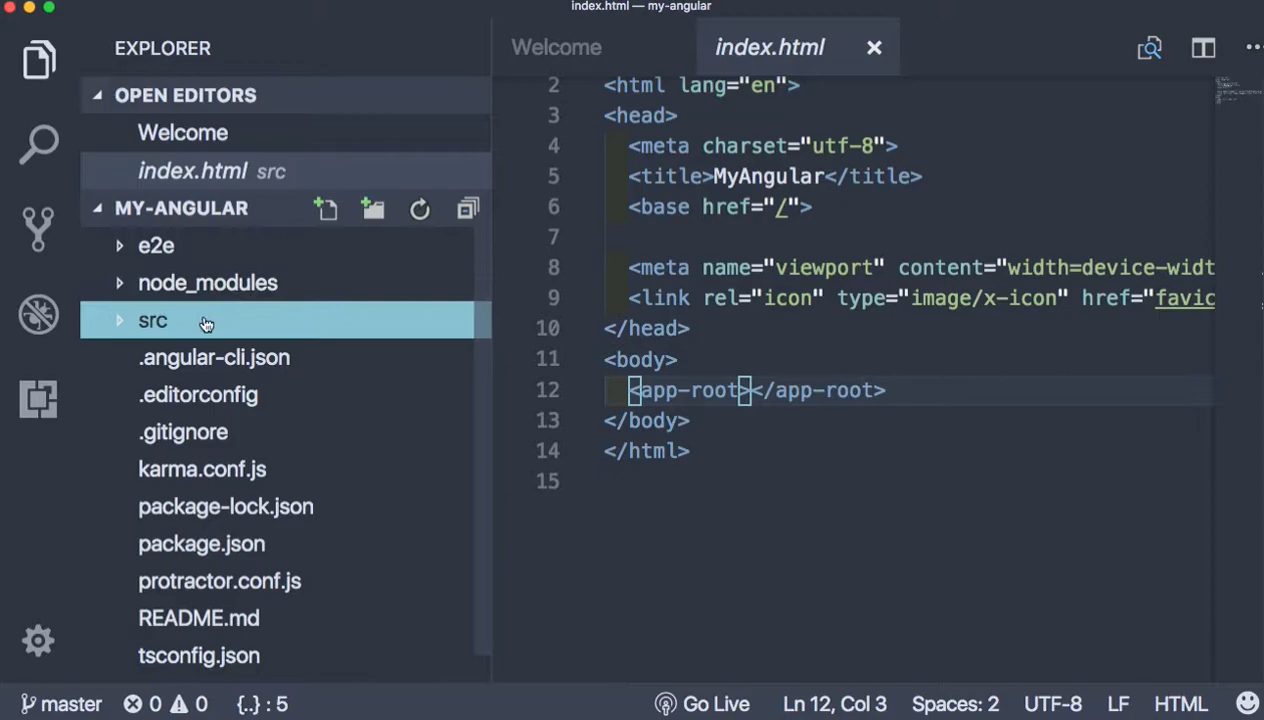 index.html — my-angular
EXPLORER
OPEN EDITORS
Welcome
index.html src
MY-ANGULAR
e2e
node_modules
src
.angular-cli.json
.editorconfig
.gitignore
karma.conf.js
package-lock.json
package.json
protractor.conf.js
README.md
tsconfig.json
Welcome
index.html
2 <html lang="en">
3 <head>
4 <meta charset="utf-8">
5 <title>MyAngular</title>
6 <base href="/">
7
8 <meta name="viewport" content="width=device-widt
9 <link rel="icon" type="image/x-icon" href="favic
10 </head>
11 <body>
12 <app-root></app-root>
13 </body>
14 </html>
15
master 0 0 {..} : 5 Go Live Ln 12, Col 3 Spaces: 2 UTF-8 LF HTML